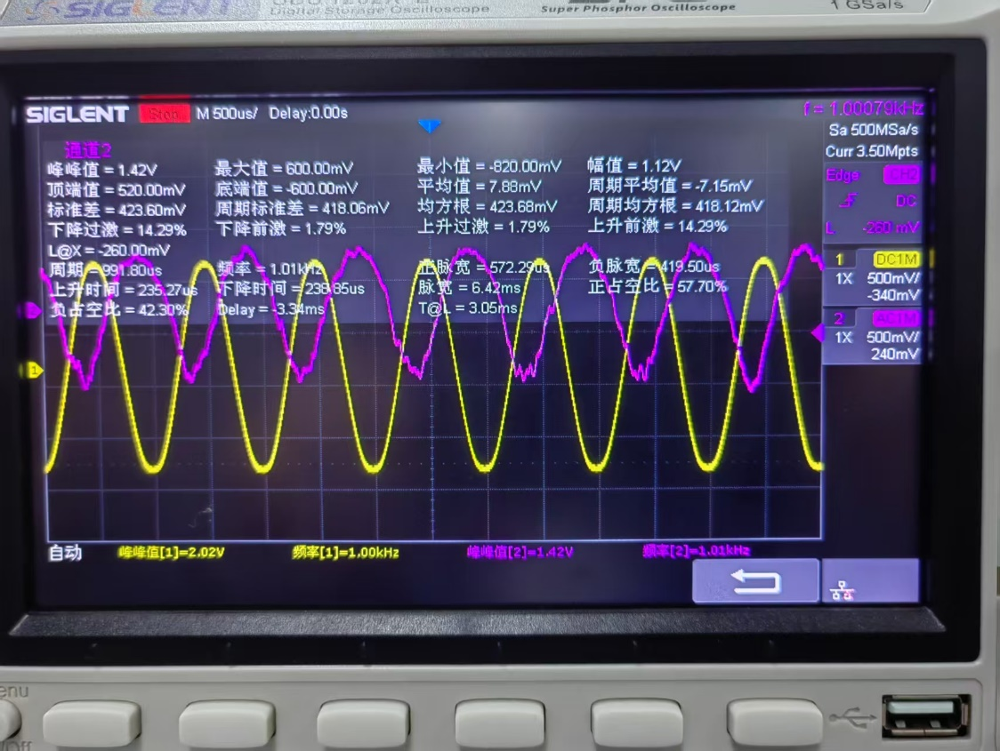 SIGLENT
Digital Storage Oscilloscope
Super Phosphor Oscilloscope
1 GSa/s
SIGLENT Stop M 500us/ Delay:0.00s f = 1.00079kHz
Sa 500MSa/s
Curr 3.50Mpts
通道2
峰峰值 = 1.42V 最大值 = 600.00mV 最小值 = -820.00mV 幅值 = 1.12V
顶端值 = 520.00mV 底端值 = -600.00mV 平均值 = 7.88mV 周期平均值 = -7.15mV
标准差 = 423.60mV 周期标准差 = 418.06mV 均方根 = 423.68mV 周期均方根 = 418.12mV
下降过激 = 14.29% 下降前激 = 1.79% 上升过激 = 1.79% 上升前激 = 14.29%
L@X = -260.00mV
周期 = 991.80us 频率 = 1.01kHz 正脉宽 = 572.29us 负脉宽 = 419.50us
上升时间 = 235.27us 下降时间 = 238.85us 脉宽 = 6.42ms 正占空比 = 57.70%
负占空比 = 42.30% Delay = -3.34ms T@L = 3.05ms
Edge CH2
DC
L -260 mV
1 DC1M
1X 500mV/
-340mV
2 AC1M
1X 500mV/
240mV
2
1
自动 峰峰值[1]=2.02V 频率[1]=1.00kHz 峰峰值[2]=1.42V 频率[2]=1.01kHz
enu
/Off